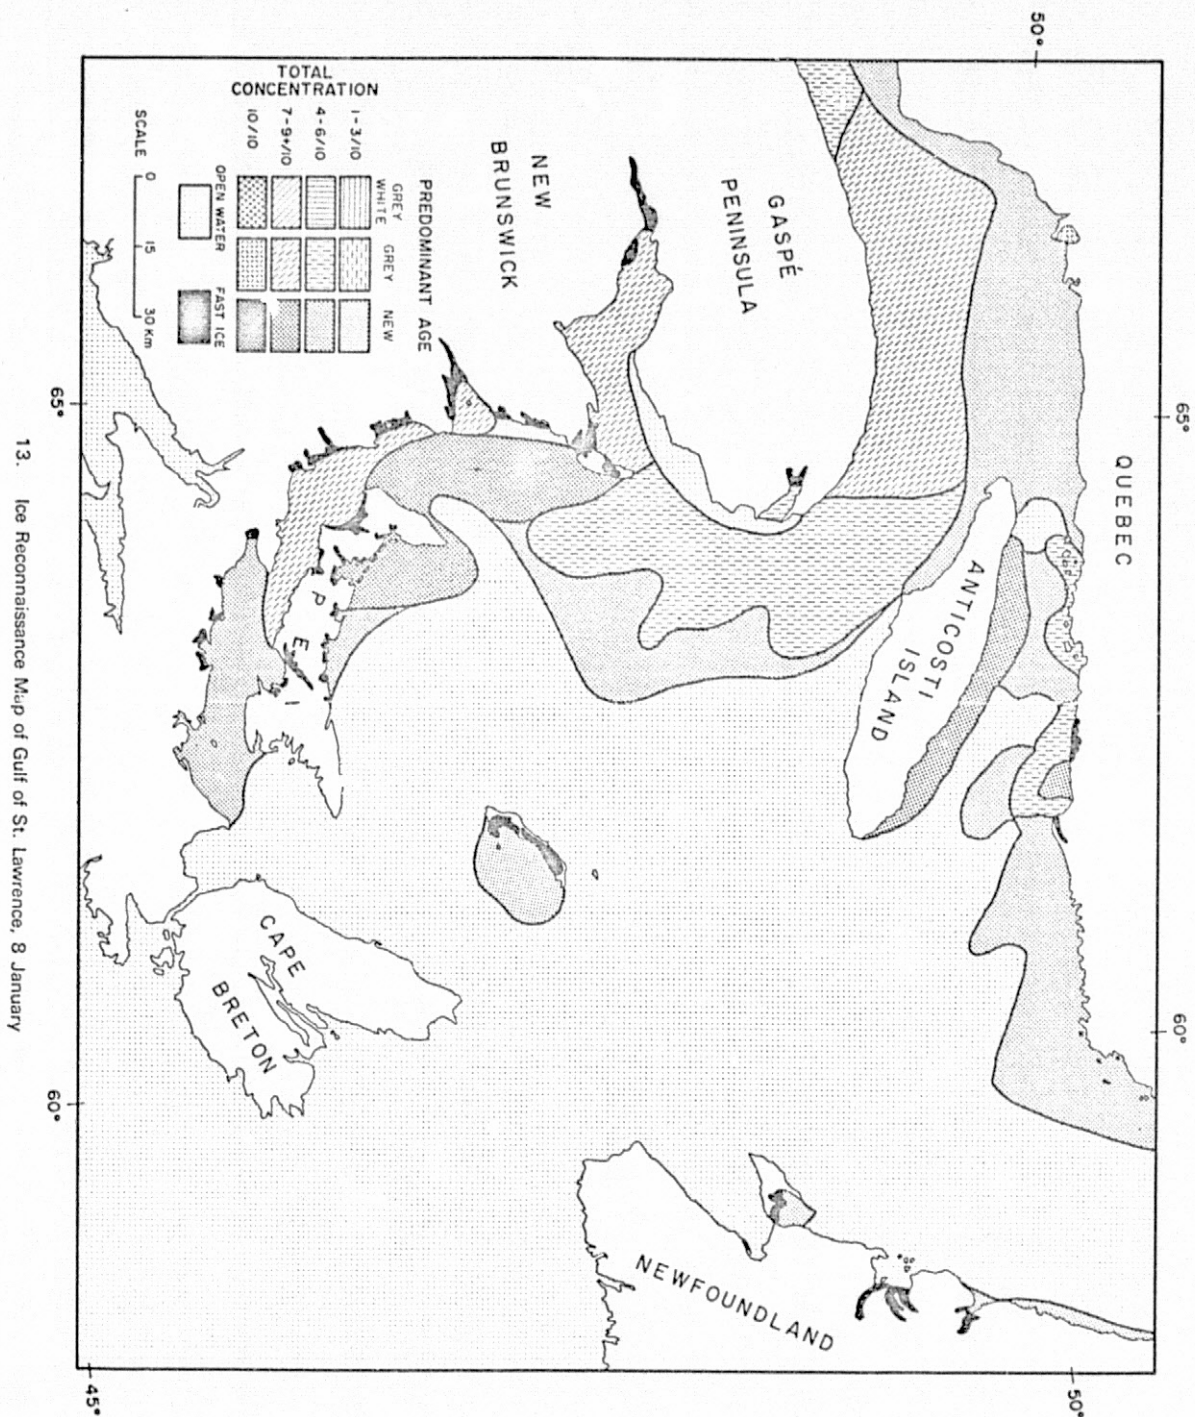 50°
65°
60°
50°
QUEBEC
GASPÉ
PENINSULA
ANTICOSTI
ISLAND
NEW
BRUNSWICK
P
E
I
CAPE
BRETON
NEWFOUNDLAND
PREDOMINANT AGE
GREY
WHITE
GREY
NEW
TOTAL
CONCENTRATION
1-3/10
4-6/10
7-9+/10
10/10
OPEN WATER
FAST ICE
SCALE
0
15
30 Km
65°
60°
45°
13. Ice Reconnaissance Map of Gulf of St. Lawrence, 8 January